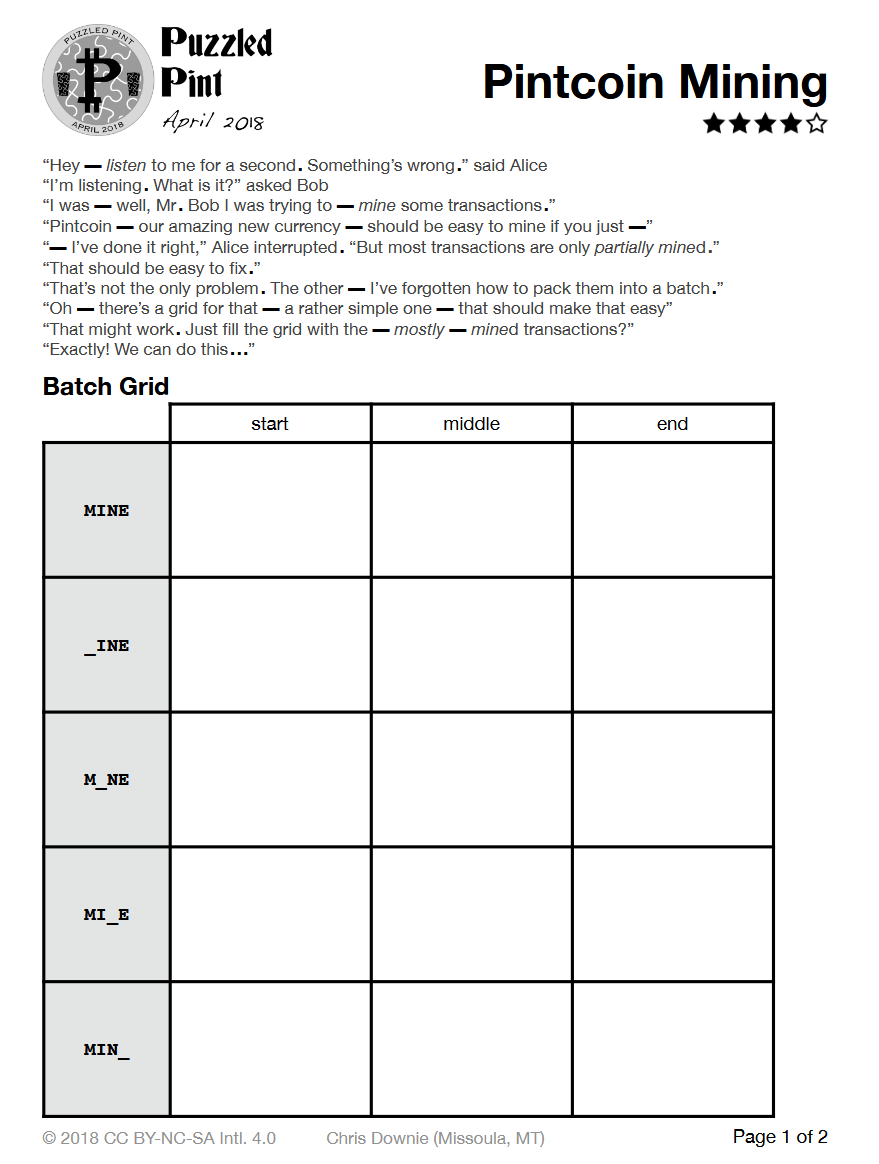 PUZZLED PINT
APRIL 2018
Puzzled
Pint
April 2018
Pintcoin Mining
“Hey — listen to me for a second. Something’s wrong.” said Alice
“I’m listening. What is it?” asked Bob
“I was — well, Mr. Bob I was trying to — mine some transactions.”
“Pintcoin — our amazing new currency — should be easy to mine if you just —”
“— I’ve done it right,” Alice interrupted. “But most transactions are only partially mined.”
“That should be easy to fix.”
“That’s not the only problem. The other — I’ve forgotten how to pack them into a batch.”
“Oh — there’s a grid for that — a rather simple one — that should make that easy”
“That might work. Just fill the grid with the — mostly — mined transactions?”
“Exactly! We can do this...”
Batch Grid
start middle end
MINE
_INE
M_NE
MI_E
MIN_
© 2018 CC BY-NC-SA Intl. 4.0 Chris Downie (Missoula, MT) Page 1 of 2